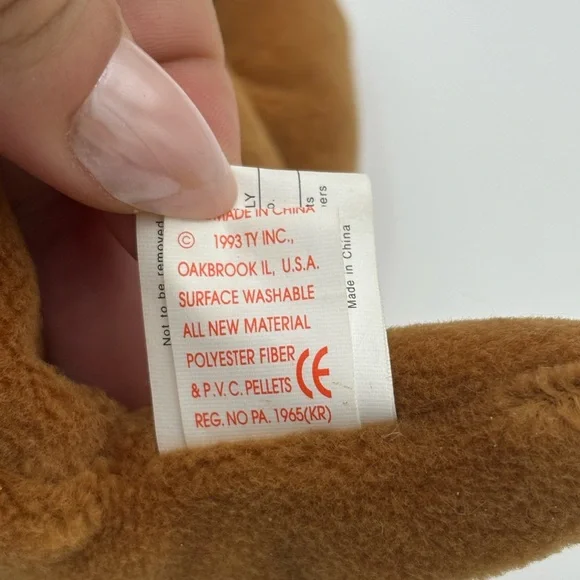 MADE IN CHINA
© 1993 TY INC.,
OAKBROOK IL, U.S.A.
SURFACE WASHABLE
ALL NEW MATERIAL
POLYESTER FIBER
& P.V.C. PELLETS
CE
REG. NO PA. 1965(KR)
Not to be removed
Made in China
LY